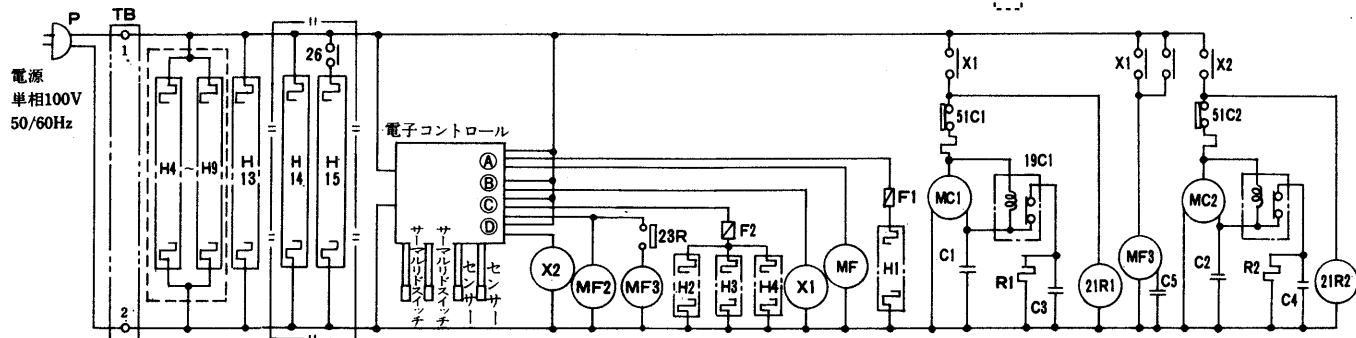 P
TB
1
電源
単相100V
50/60Hz
H4
~
H9
H
13
H
14
26
H
15
2
電子コントロール
A
B
C
D
サーマルリードスイッチ
サーマルリードスイッチ
センサー
センサー
X2
MF2
23R
MF3
F2
H2
H3
H4
X1
MF
F1
H1
X1
51C1
19C1
MC1
C1
R1
C3
21R1
X1
MF3
C5
X2
51C2
MC2
C2
R2
C4
21R2